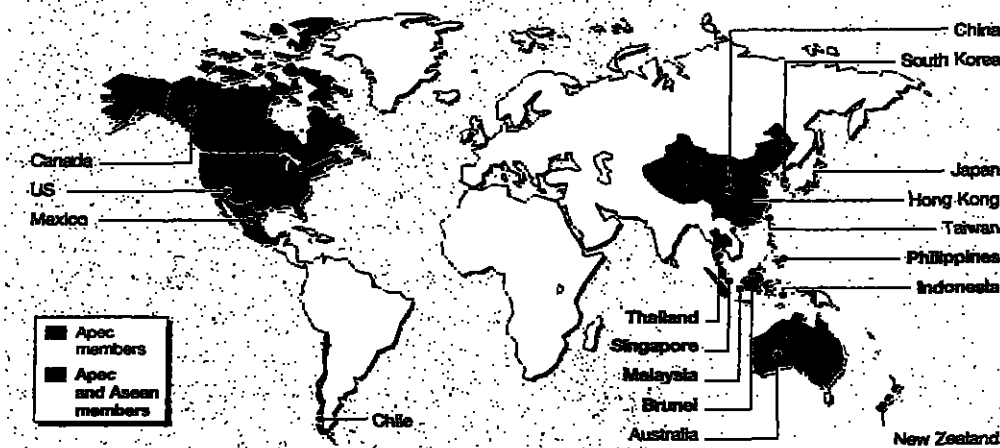 China
South Korea
Canada
US
Mexico
Japan
Hong Kong
Taiwan
Philippines
Indonesia
Thailand
Singapore
Malaysia
Brunei
Australia
New Zealand
Chile
Apec
members
Apec
and Asean
members